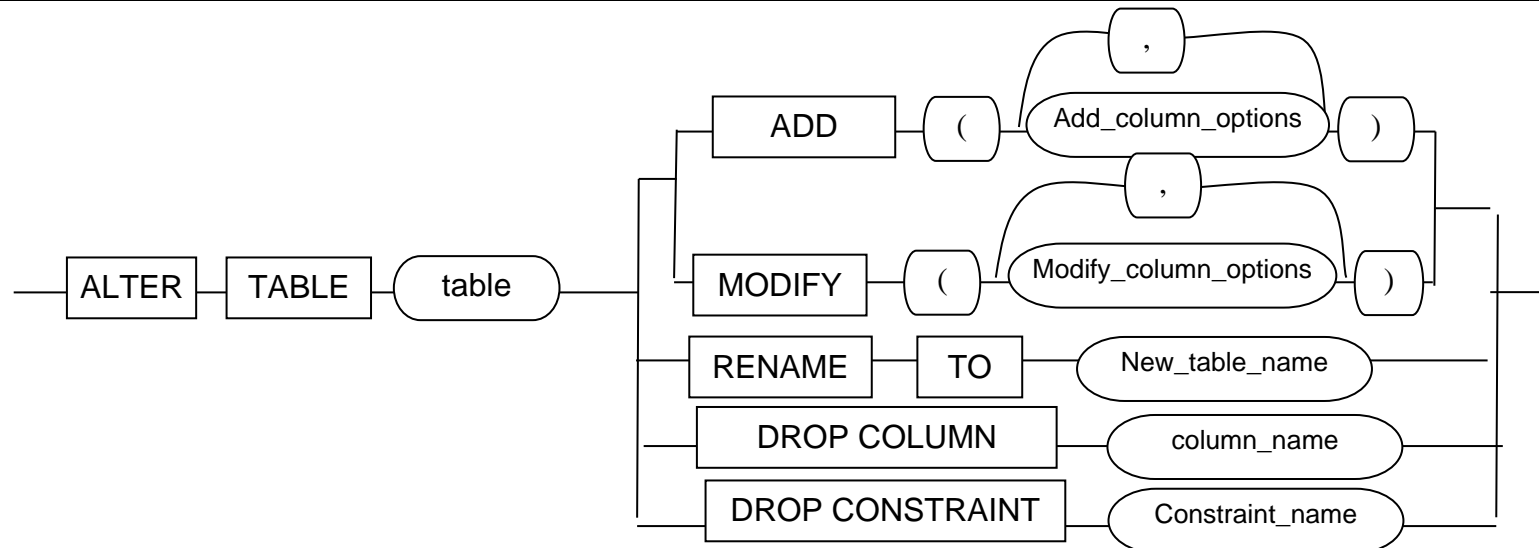 ,
ADD ( Add_column_options )
,
ALTER TABLE table MODIFY ( Modify_column_options )
RENAME TO New_table_name
DROP COLUMN column_name
DROP CONSTRAINT Constraint_name